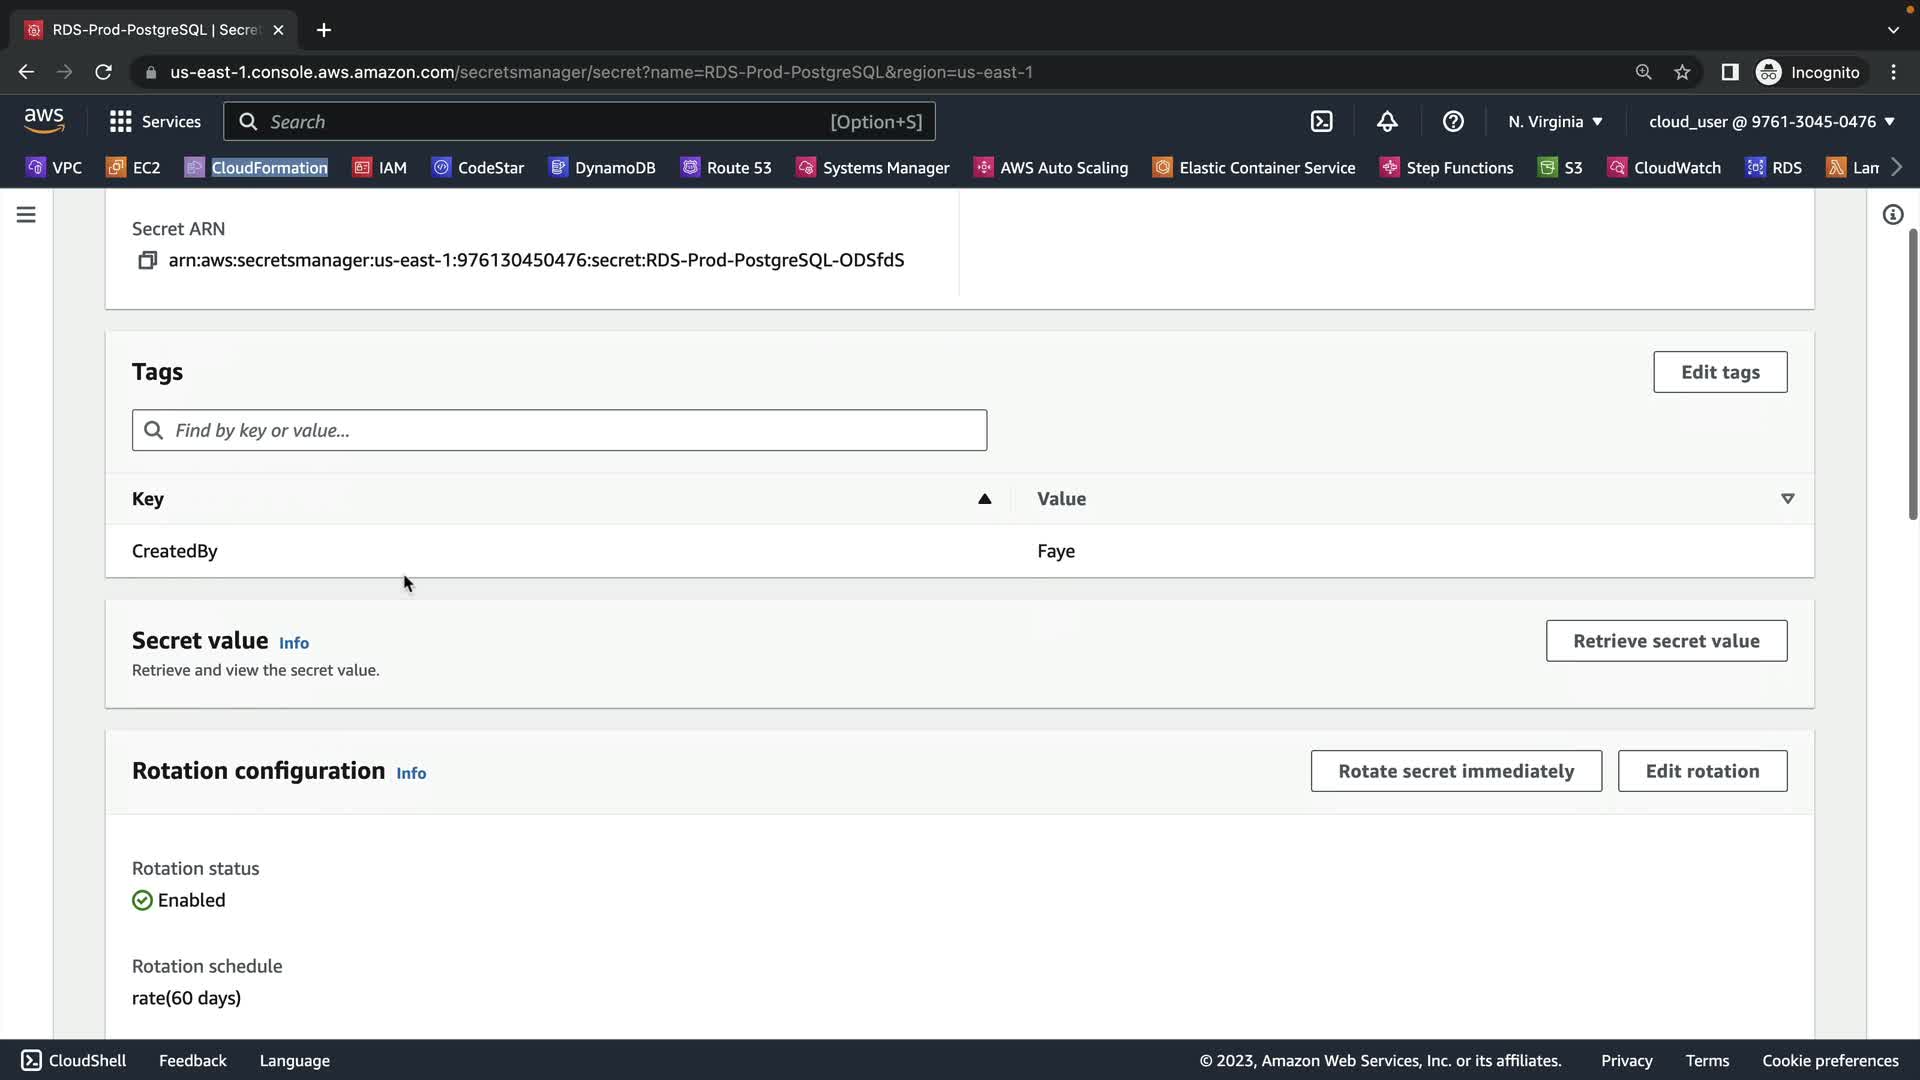 RDS-Prod-PostgreSQL | Secre
us-east-1.console.aws.amazon.com/secretsmanager/secret?name=RDS-Prod-PostgreSQL&region=us-east-1
Incognito
aws
Services
Search
[Option+S]
N. Virginia
cloud_user @ 9761-3045-0476
VPC
EC2
CloudFormation
IAM
CodeStar
DynamoDB
Route 53
Systems Manager
AWS Auto Scaling
Elastic Container Service
Step Functions
S3
CloudWatch
RDS
Lam
Secret ARN
arn:aws:secretsmanager:us-east-1:976130450476:secret:RDS-Prod-PostgreSQL-ODSfdS
Tags
Edit tags
Find by key or value...
Key
Value
CreatedBy
Faye
Secret value Info
Retrieve secret value
Retrieve and view the secret value.
Rotation configuration Info
Rotate secret immediately
Edit rotation
Rotation status
Enabled
Rotation schedule
rate(60 days)
CloudShell
Feedback
Language
© 2023, Amazon Web Services, Inc. or its affiliates.
Privacy
Terms
Cookie preferences